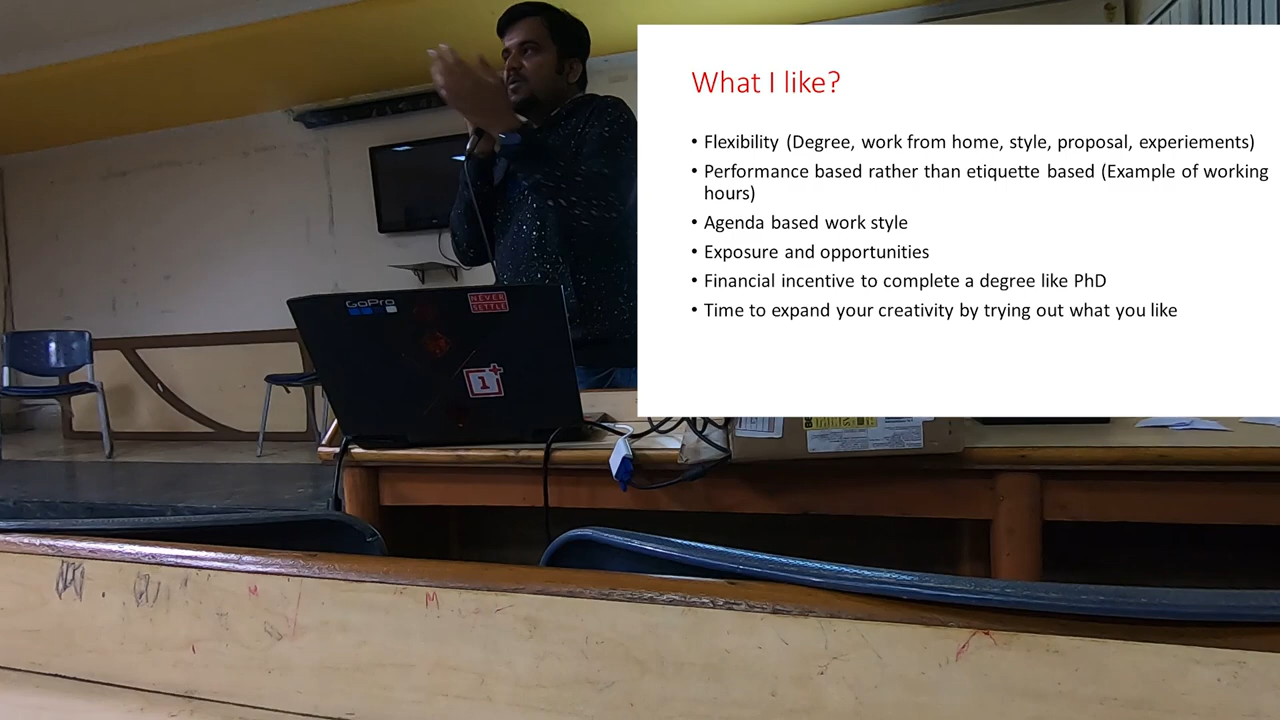 What I like?
• Flexibility (Degree, work from home, style, proposal, experiements)
• Performance based rather than etiquette based (Example of working
hours)
• Agenda based work style
• Exposure and opportunities
• Financial incentive to complete a degree like PhD
• Time to expand your creativity by trying out what you like
GoPro
NEVER
SETTLE
1+
M
M